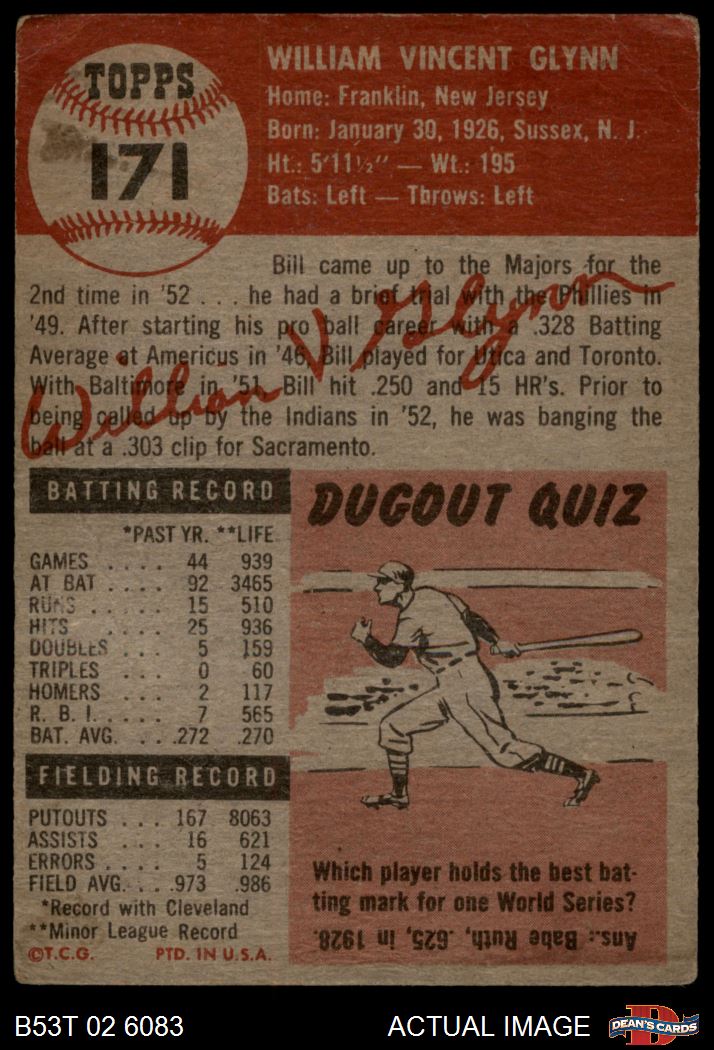 TOPPS
171
WILLIAM VINCENT GLYNN
Home: Franklin, New Jersey
Born: January 30, 1926, Sussex, N. J.
Ht.: 5'11½" — Wt.: 195
Bats: Left — Throws: Left
Bill came up to the Majors for the
2nd time in '52 . . . he had a brief trial with the Phillies in
'49. After starting his pro ball career with a .328 Batting
Average at Americus in '46, Bill played for Utica and Toronto.
With Baltimore in '51, Bill hit .250 and 15 HR's. Prior to
being called up by the Indians in '52, he was banging the
ball at a .303 clip for Sacramento.
William V Glynn
BATTING RECORD
*PAST YR. **LIFE
GAMES . . . . 44 939
AT BAT . . . . 92 3465
RUNS . . . . . 15 510
HITS . . . . 25 936
DOUBLES 5 159
TRIPLES . . . 0 60
HOMERS . . . 2 117
R. B. I. . . . . 7 565
BAT. AVG. . . .272 .270
FIELDING RECORD
PUTOUTS . . . 167 8063
ASSISTS . . . 16 621
ERRORS . . . . 5 124
FIELD AVG. . . .973 .986
*Record with Cleveland
**Minor League Record
©T.C.G. PTD. IN U.S.A.
DUGOUT QUIZ
Which player holds the best bat-
ting mark for one World Series?
Ans.: Babe Ruth, .625, in 1928.
B53T 02 6083
ACTUAL IMAGE
D
DEAN'S CARDS